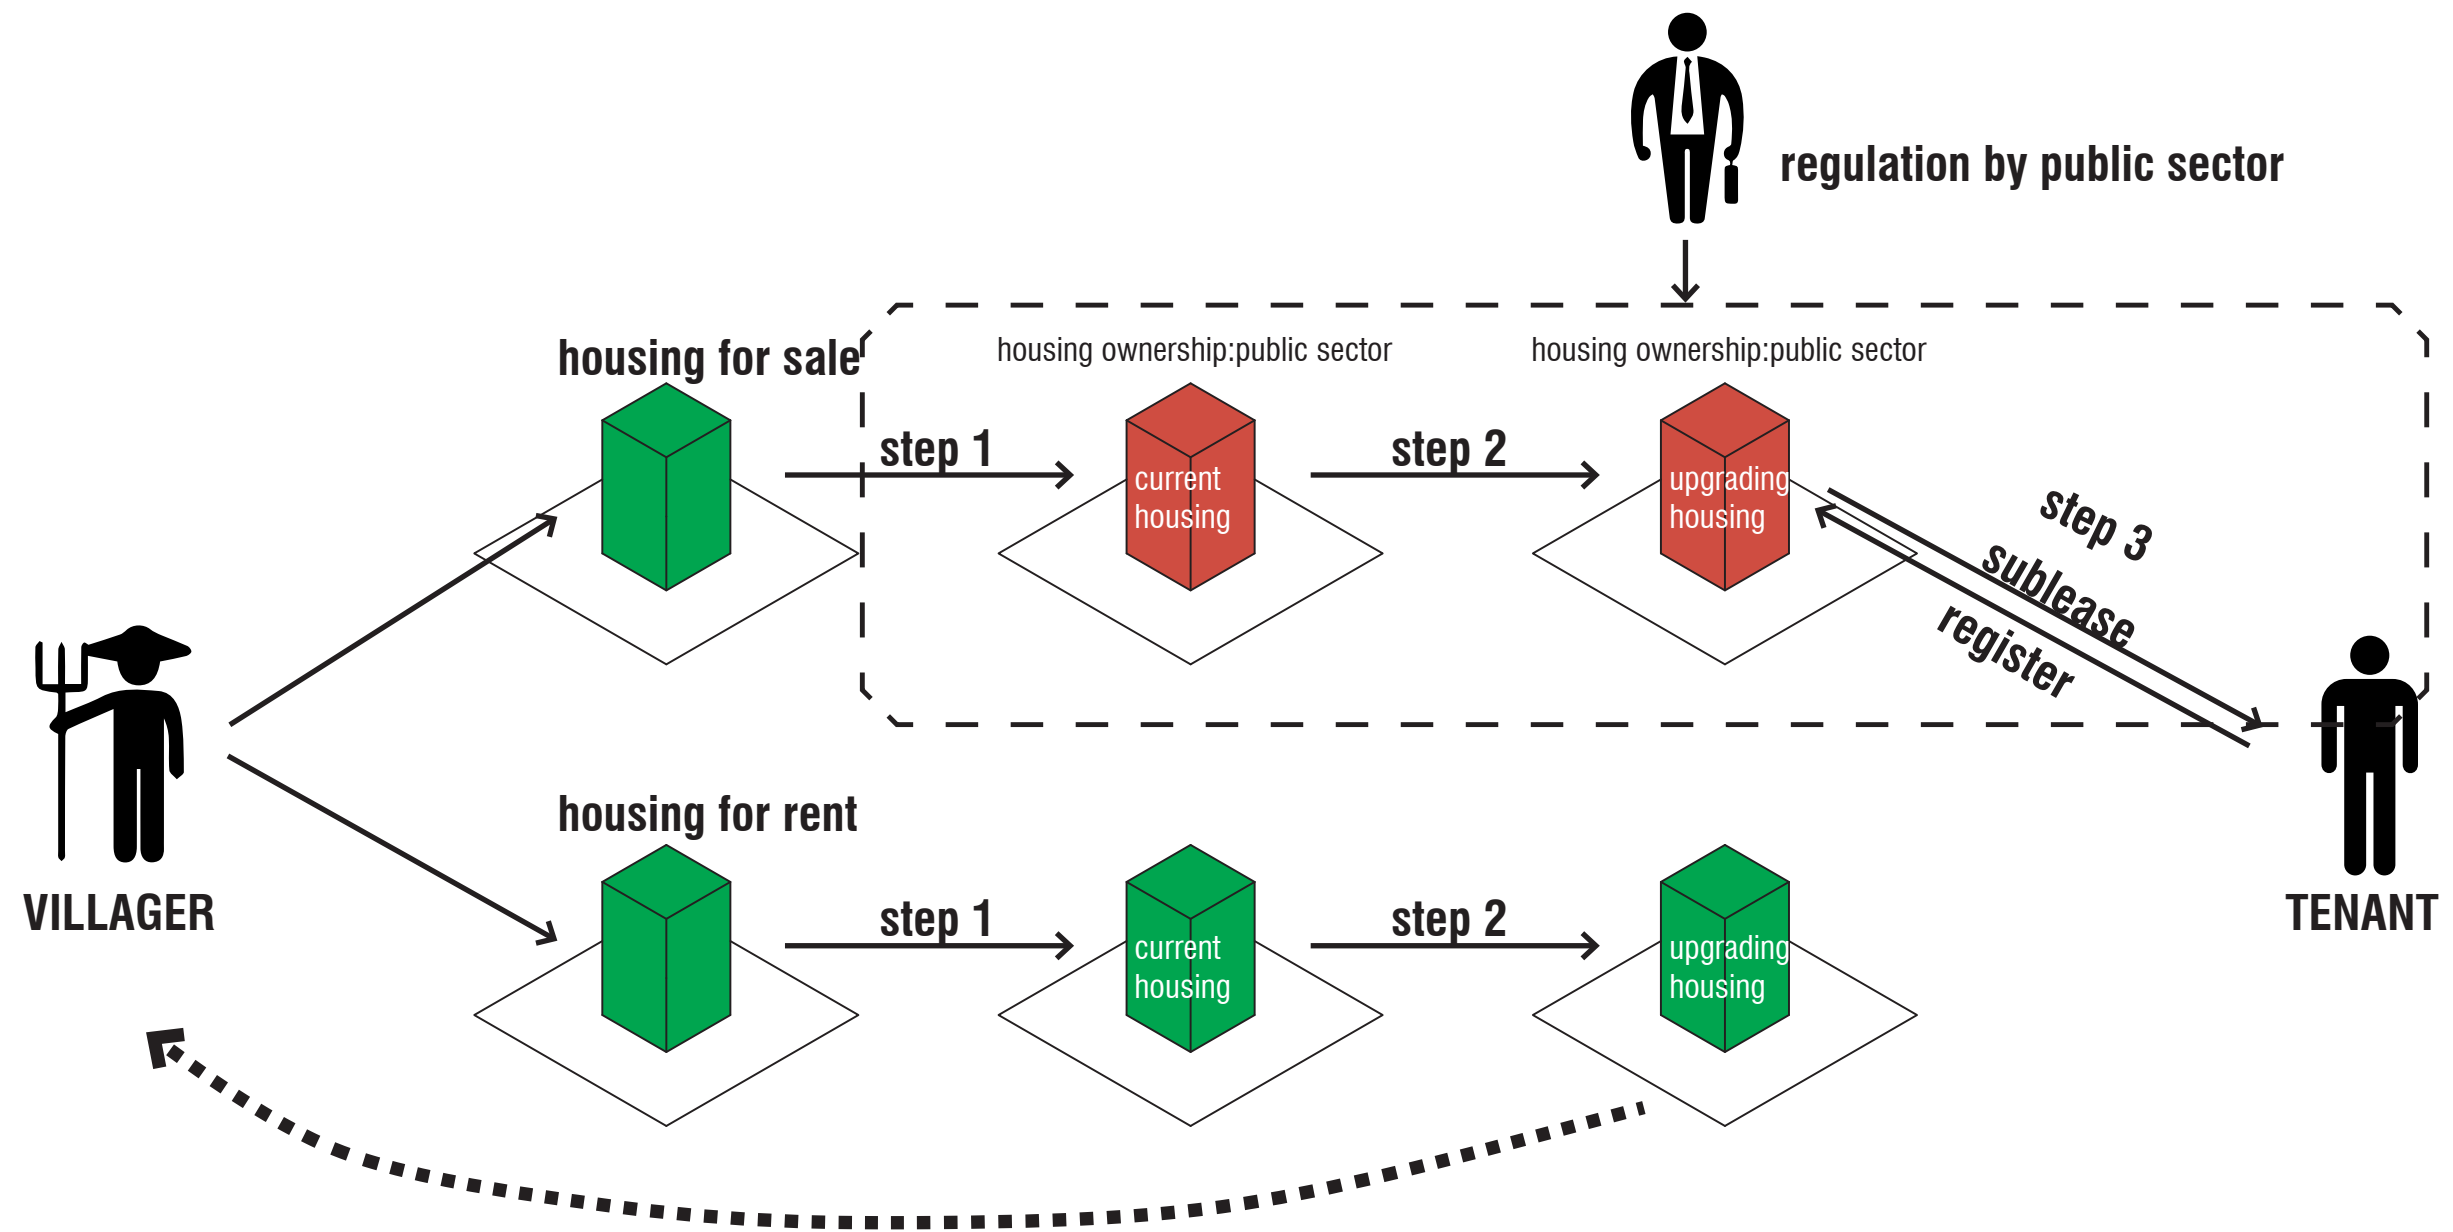 regulation by public sector
housing for sale
housing ownership:public sector
housing ownership:public sector
step 1
current
housing
step 2
upgrading
housing
step 3
sublease
register
VILLAGER
TENANT
housing for rent
step 1
current
housing
step 2
upgrading
housing